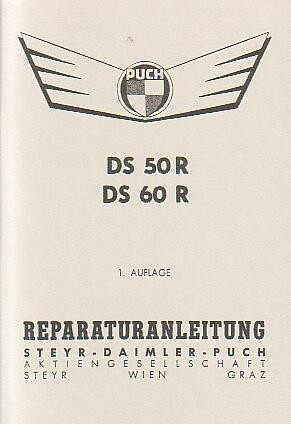 PUCH
DS 50 R
DS 60 R
1. AUFLAGE
REPARATURANLEITUNG
STEYR-DAIMLER-PUCH
AKTIENGESELLSCHAFT
STEYR WIEN GRAZ